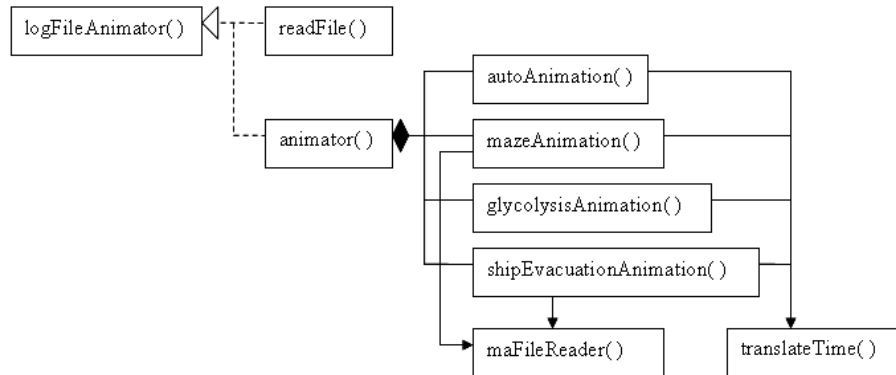 logFileAnimator()
readFile()
autoAnimation()
animator()
mazeAnimation()
glycolysisAnimation()
shipEvacuationAnimation()
maFileReader()
translateTime()